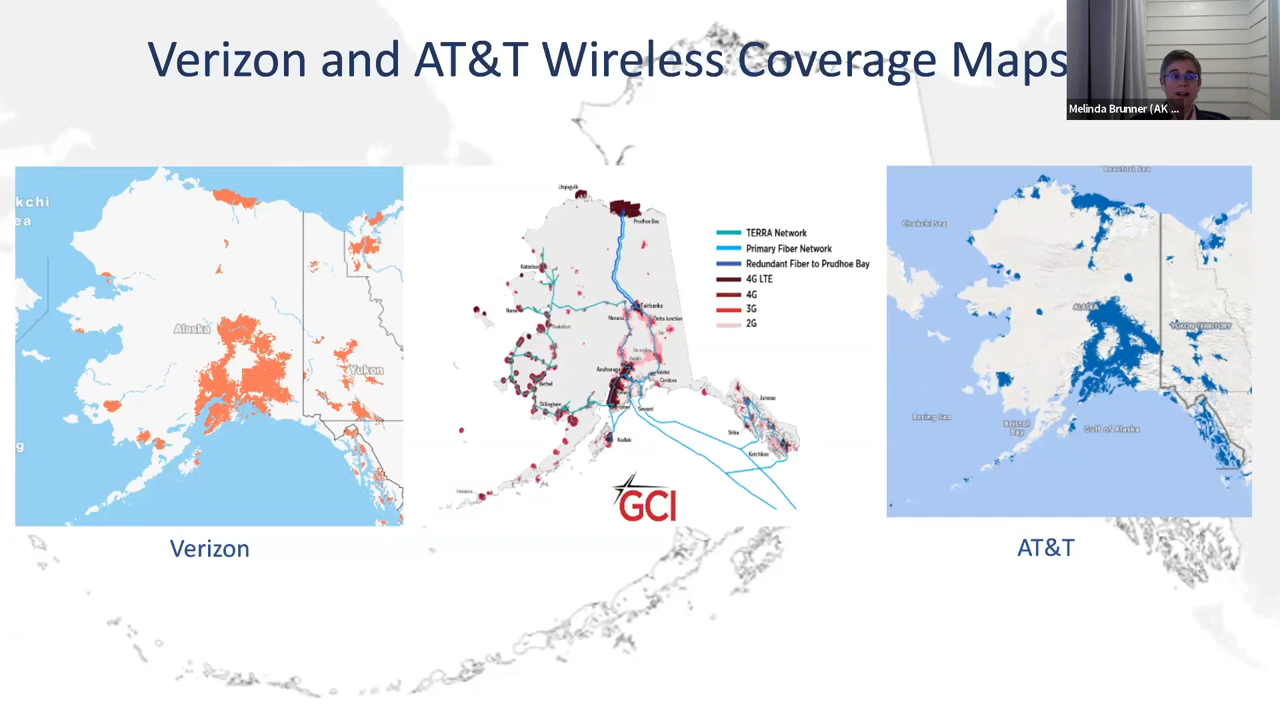 Verizon and AT&T Wireless Coverage Maps
Melinda Brunner (AK ...
kchi
ea
Alaska
Yukon
g
Verizon
Prudhoe Bay
TERRA Network
Primary Fiber Network
Redundant Fiber to Prudhoe Bay
4G LTE
4G
3G
2G
Nome
Fairbanks
Nenana
Delta Junction
Anchorage
Valdez
Cordova
Bethel
Dillingham
Homer
Seward
Kodiak
Juneau
Sitka
Ketchikan
GCI
Beaufort Sea
Chukchi Sea
ALASKA
YUKON TERRITORY
Bering Sea
Bristol
Bay
Gulf of Alaska
AT&T